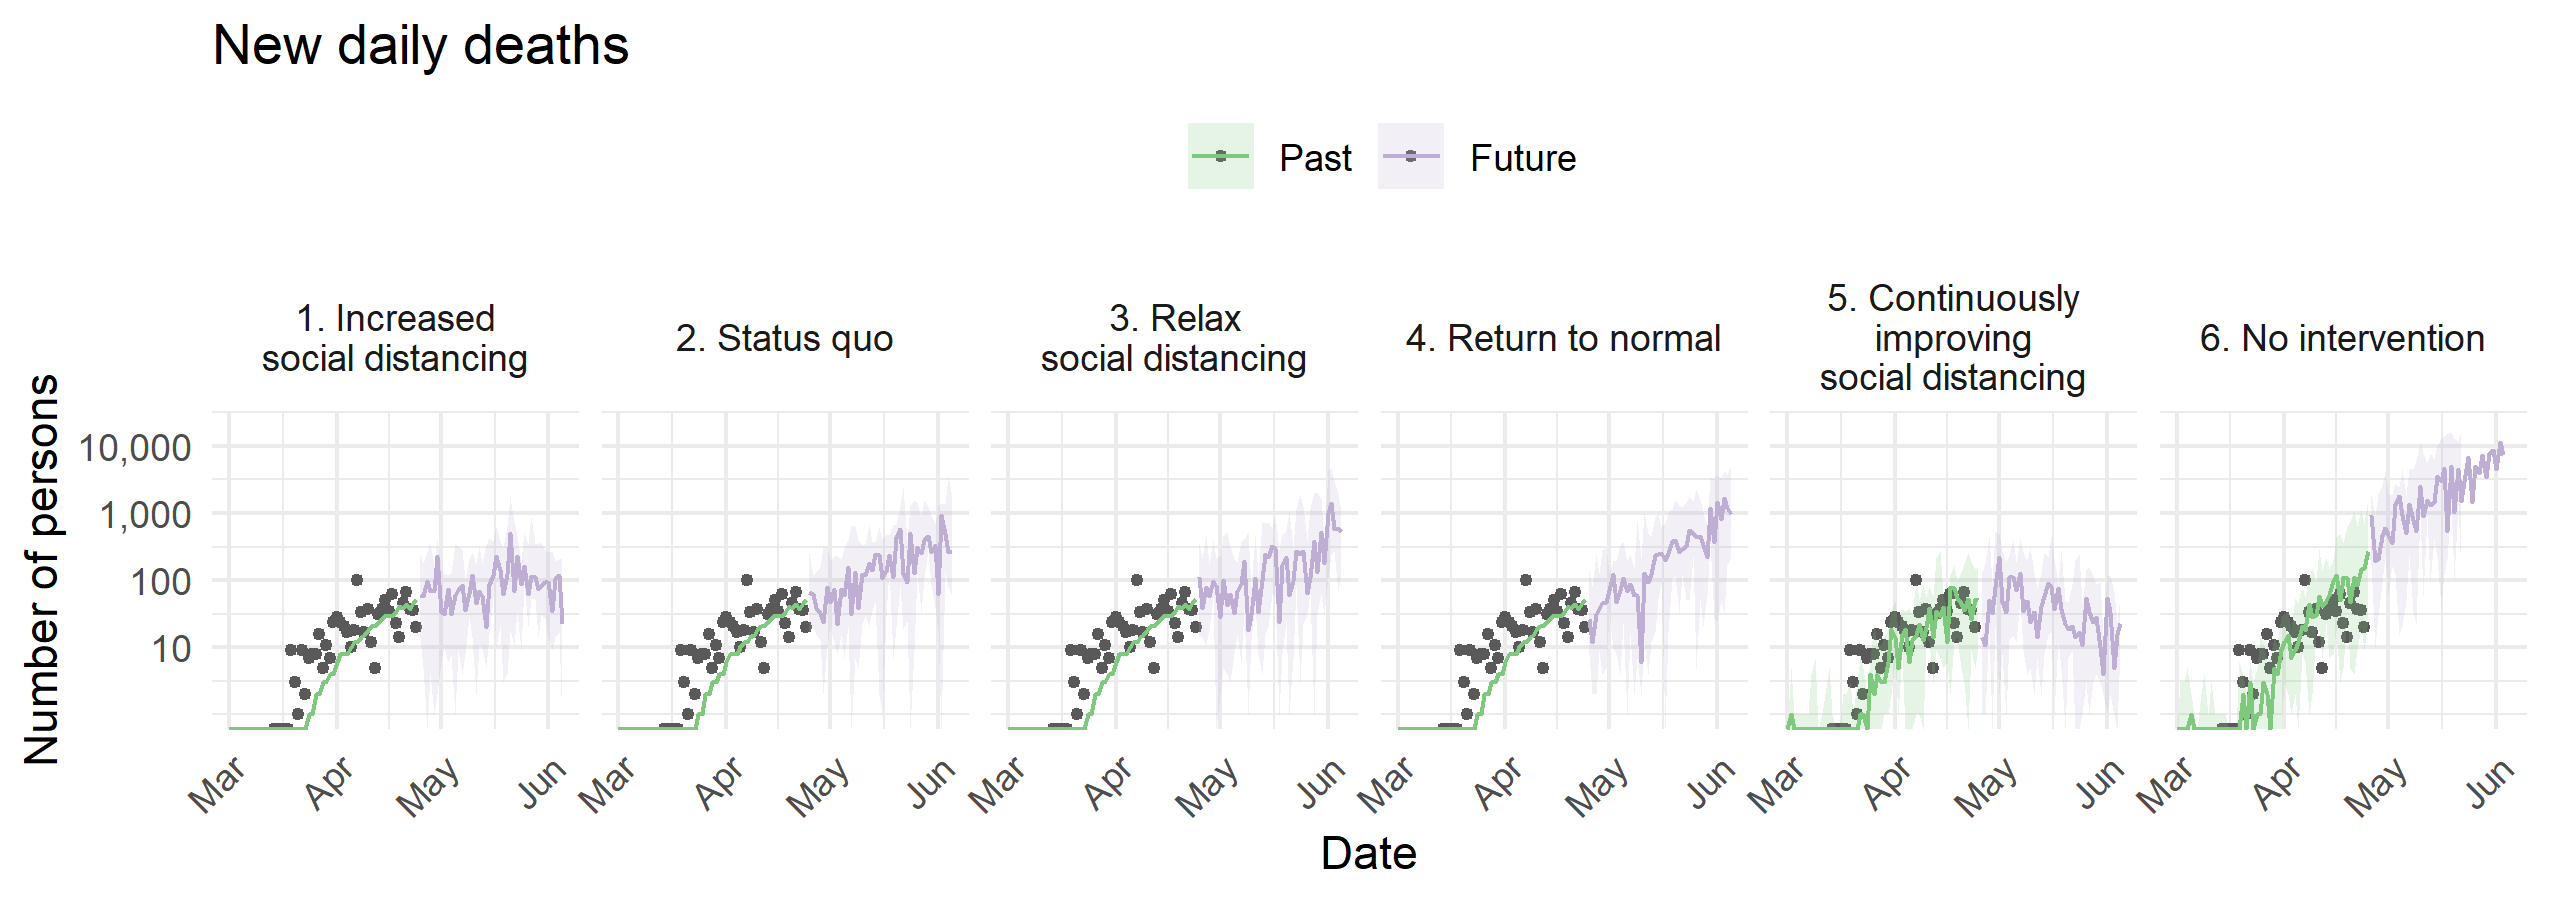 New daily deaths
Past Future
1. Increased
social distancing
2. Status quo
3. Relax
social distancing
4. Return to normal
5. Continuously
improving
social distancing
6. No intervention
Number of persons
10,000
1,000
100
10
Mar Apr May Jun Mar Apr May Jun Mar Apr May Jun Mar Apr May Jun Mar Apr May Jun Mar Apr May Jun
Date